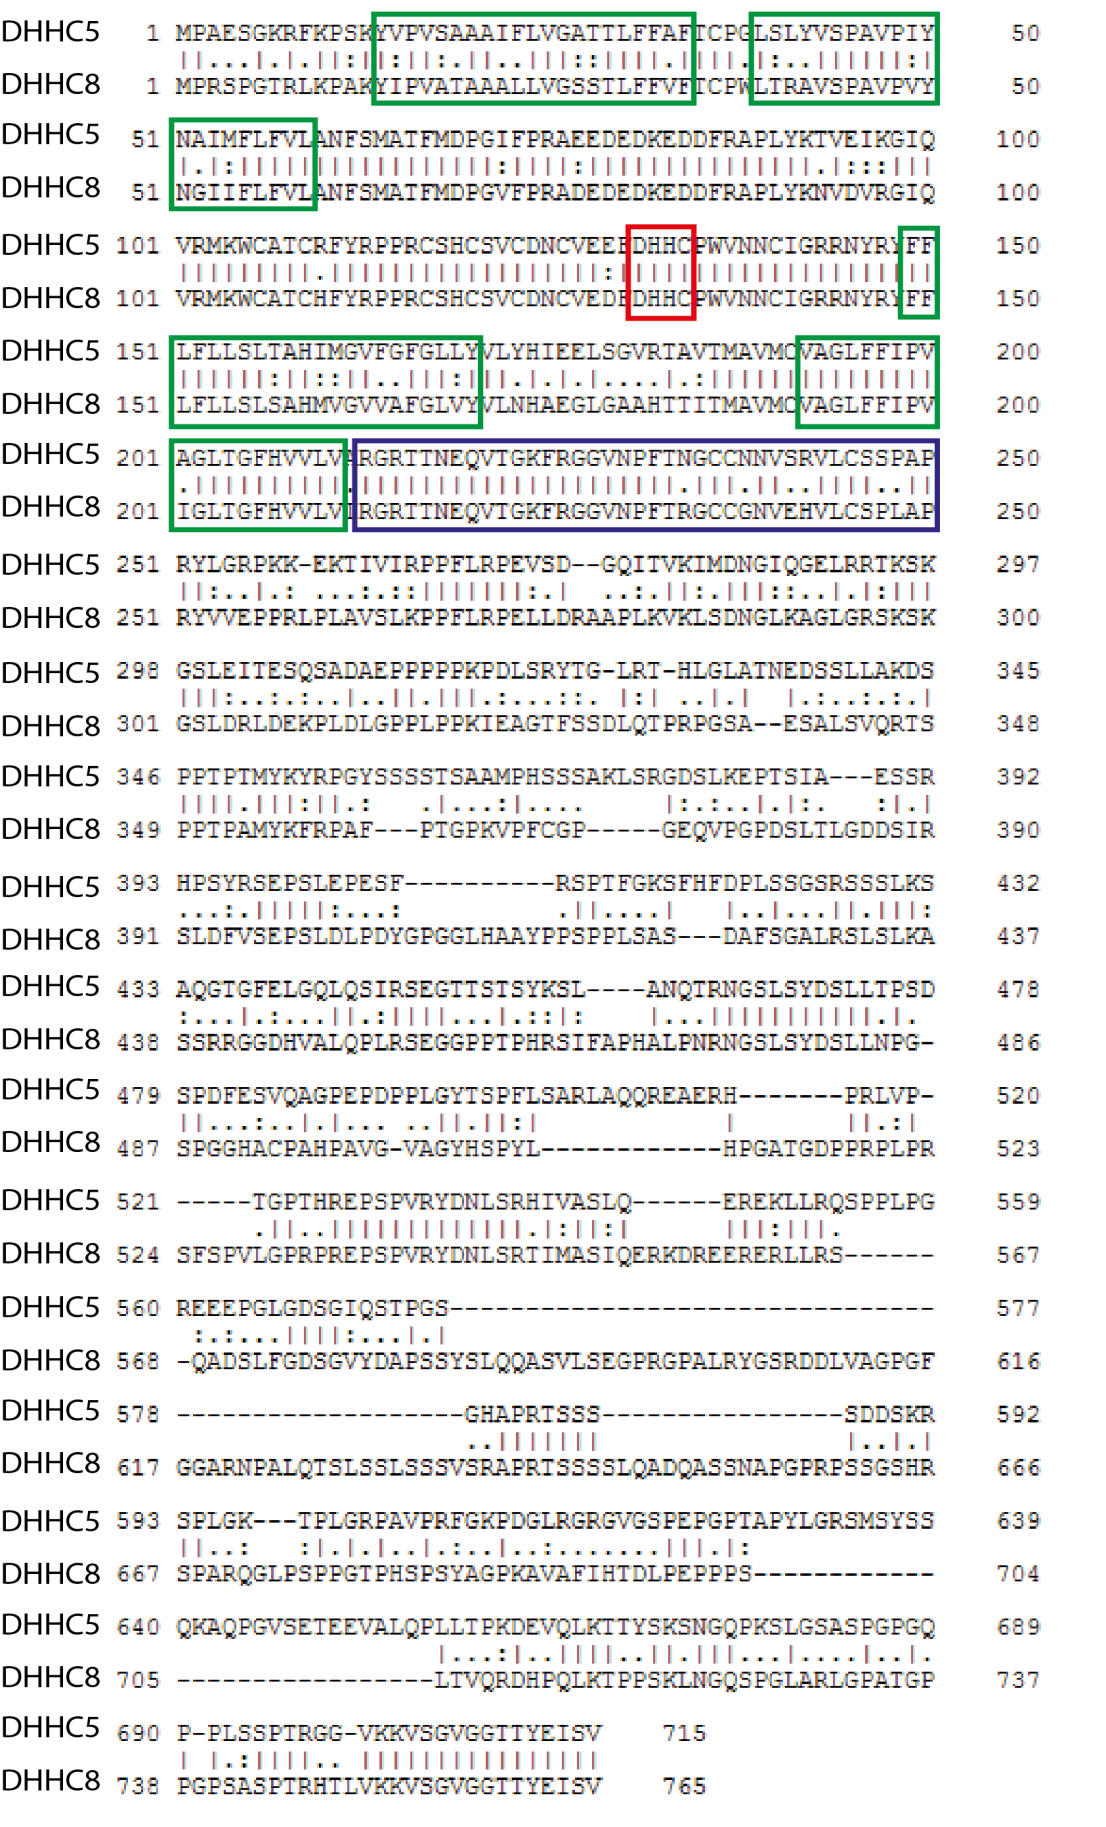 DHHC5 1 MPAESGKRFKPSKYVPVSAAAIFLVGATTLFFAFTCPGLSLYVSPAVPIY 50
||...|.|.||:||:||:.||..|||::||||.||||.|:..||||||:|
DHHC8 1 MPRSPGTRLKPAKYIPVATAAALLVGSSTLFFVFTCPWLTRAVSPAVPVY 50
DHHC5 51 NAIMFLFVLANFSMATFMDPGIFPRAEEDEDKEDDFRAPLYKTVEIKGIQ 100
|.|:|||||||||||||||||:||||:|||||||||||||||.|:::|||
DHHC8 51 NGIIFLFVLANFSMATFMDPGVFPRADEDEDKEDDFRAPLYKNVDVRGIQ 100
DHHC5 101 VRMKWCATCRFYRPPRCSHCSVCDNCVEEFDHHCPWVNNCIGRRNYRYFF 150
|||||||||.||||||||||||||||||:|||||||||||||||||||||
DHHC8 101 VRMKWCATCHFYRPPRCSHCSVCDNCVEDFDHHCPWVNNCIGRRNYRYFF 150
DHHC5 151 LFLLSLTAHIMGVFGFGLLYVLYHIEELSGVRTAVTMAVMCVAGLFFIPV 200
||||||:||::||..|||:|||.|.|.|....|.:|||||||||||||||
DHHC8 151 LFLLSLSAHMVGVVAFGLVYVLNHAEGLGAAHTTITMAVMCVAGLFFIPV 200
DHHC5 201 AGLTGFHVVLVARGRTTNEQVTGKFRGGVNPFTNGCCNNVSRVLCSSPAP 250
.||||||||||.|||||||||||||||||||||.|||.||..||||..||
DHHC8 201 IGLTGFHVVLVTRGRTTNEQVTGKFRGGVNPFTRGCCGNVEHVLCSPLAP 250
DHHC5 251 RYLGRPKK-EKTIVIRPPFLRPEVSD--GQITVKIMDNGIQGELRRTKSK 297
||:..|.: ...:.::|||||||:.|  ..:.||:.|||::..|.|:|||
DHHC8 251 RYVVEPPRLPLAVSLKPPFLRPELLDRAAPLKVKLSDNGLKAGLGRSKSK 300
DHHC5 298 GSLEITESQSADAEPPPPPKPDLSRYTG-LRT-HLGLATNEDSSLLAKDS 345
|||:..:.:..|..||.|||.:....::. |:| ..|.|  |.:..:.:.|
DHHC8 301 GSLDRLDEKPLDLGPPLPPKIEAGTFSSDLQTPRPGSA--ESALSVQRTS 348
DHHC5 346 PPTPTMYKYRPGYSSSSTSAAMPHSSSAKLSRGDSLKEPTSIA---ESSR 392
||||.|||:||.:   .|...:|....     |:.:..|.|:.   :|.|
DHHC8 349 PPTPAMYKFRPAF---PTGPKVPFCGP-----GEQVPGPDSLTLGDDSIR 390
DHHC5 393 HPSYRSEPSLEPESF----------RSPTFGKSFHFDPLSSGSRSSSLKS 432
...:.|||||:...:          .||....|   |..|...||.|||:
DHHC8 391 SLDFVSEPSLDLPDYGPGGLHAAYPPSPPLSAS---DAFSGALRSLSLKA 437
DHHC5 433 AQGTGFELGQLQSIRSEGTTSTSYKSL----ANQTRNGSLSYDSLLTPSD 478
:...|.:...||.:||||...|.::|:    |...|||||||||||.|.
DHHC8 438 SSRRGGDHVALQPLRSEGGPPTPHRSIFAPHALPNRNGSLSYDSLLNPG- 486
DHHC5 479 SPDFESVQAGPEPDPPLGYTSPFLSARLAQQREAERH-------PRLVP- 520
||...:..|.|... ..||.||:|            |       ||.:|
DHHC8 487 SPGGHACPAHPAVG-VAGYHSPYL------------HPGATGDPPRPLPR 523
DHHC5 521 -----TGPTHREPSPVRYDNLSRHIVASLQ------EREKLLRQSPPLPG 559
.||..||||||||||||||.|:||:|      |||:|||.
DHHC8 524 SFSPVLGPRPREPSPVRYDNLSRTIMASIQERKDREERERLLRS------ 567
DHHC5 560 REEEPGLGDSGIQSTPGS-------------------------------- 577
:.:...||||:...|.|
DHHC8 568 -QADSLFGDSGVYDAPSSYSLQQASVLSEGPRGPALRYGSRDDLVAGPGF 616
DHHC5 578 -------------------GHAPRTSSS----------------SDDSKR 592
..|||||||                |..|.|
DHHC8 617 GGARNPALQTSLSSLSSSVSRAPRTSSSSLQADQASSNAPGPRPSSGSHR 666
DHHC5 593 SPLGK---TPLGRPAVPRFGKPDGLRGRGVGSPEPGPTAPYLGRSMSYSS 639
||..:   :|.|.|..|.:..|..:........|||.|:
DHHC8 667 SPARQGLPSPPGTPHSPSYAGPKAVAFIHTDLPEPPPS------------ 704
DHHC5 640 QKAQPGVSETEEVALQPLLTPKDEVQLKTTYSKSNGQPKSLGSASPGPGQ 689
|...:|..||||..||.|||...|....|..|.
DHHC8 705 -----------------LTVQRDHPQLKTPPSKLNGQSPGLARLGPATGP 737
DHHC5 690 P-PLSSPTRGG-VKKVSGVGGTTYEISV 715
| |.:||||.. ||||||||||||||||
DHHC8 738 PGPSASPTRHTLVKKVSGVGGTTYEISV 765